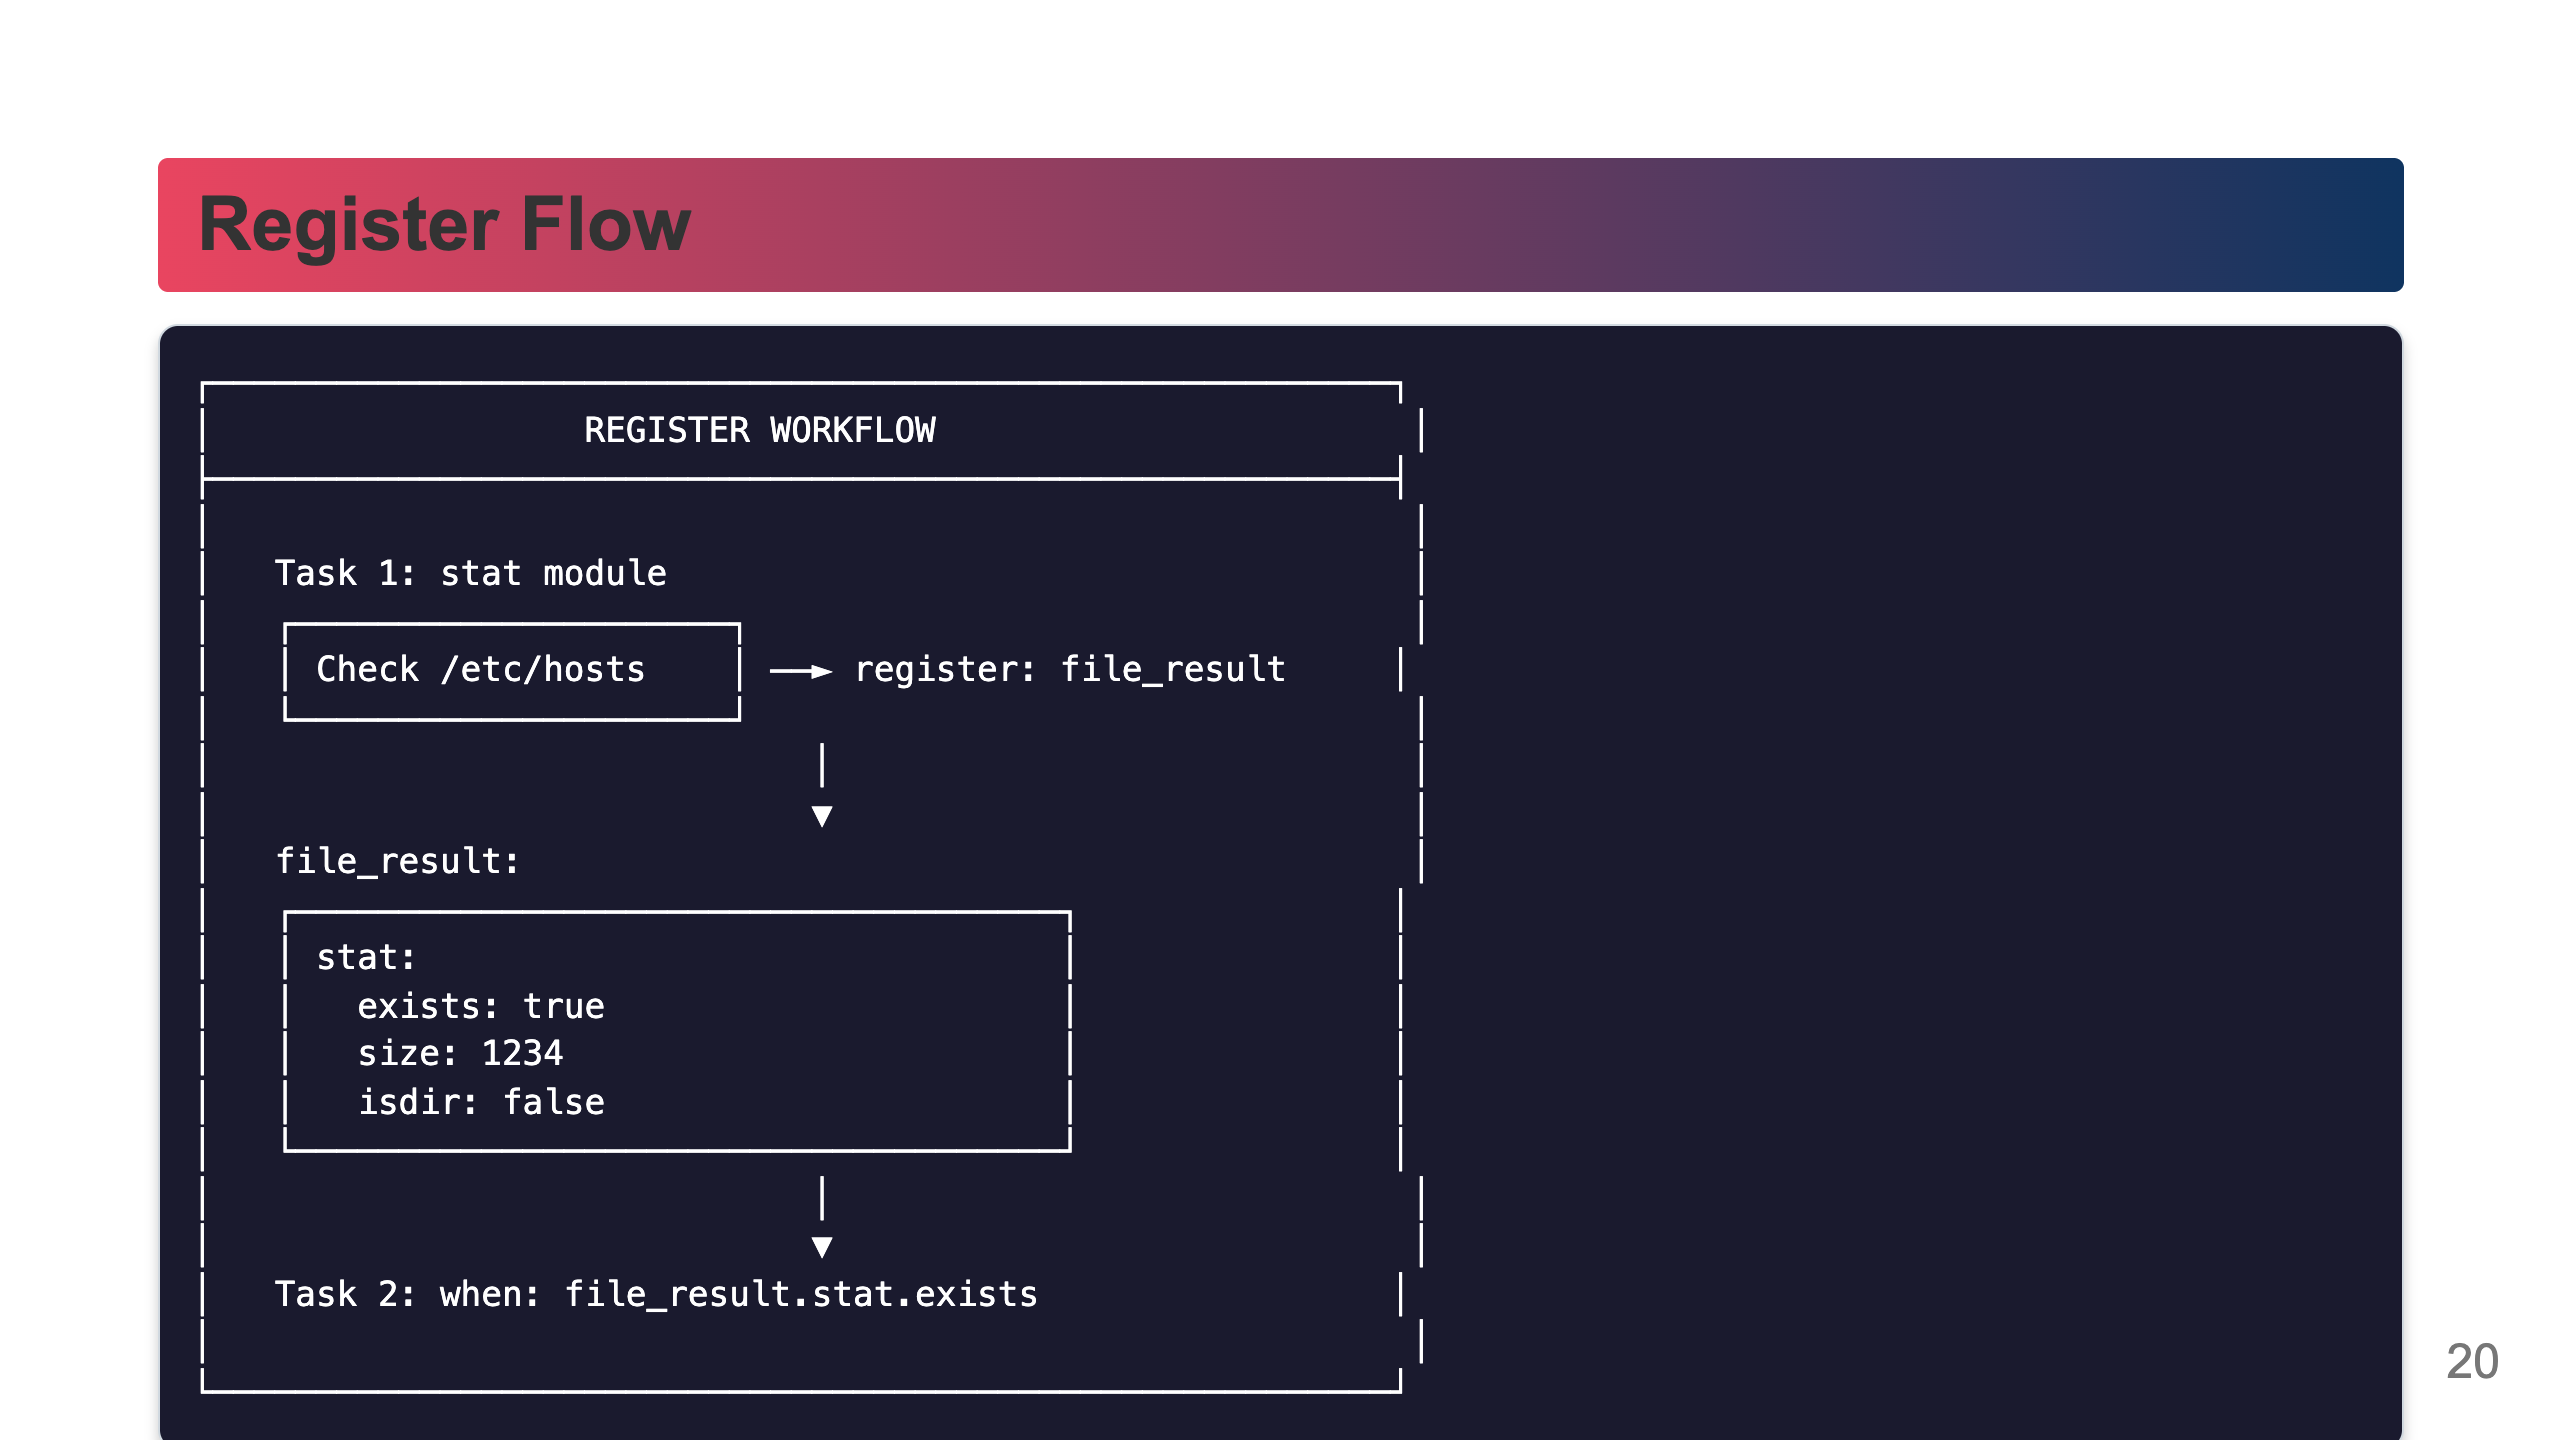 Register Flow
REGISTER WORKFLOW
Task 1: stat module
Check /etc/hosts ──► register: file_result
▼
file_result:
stat:
exists: true
size: 1234
isdir: false
▼
Task 2: when: file_result.stat.exists
20